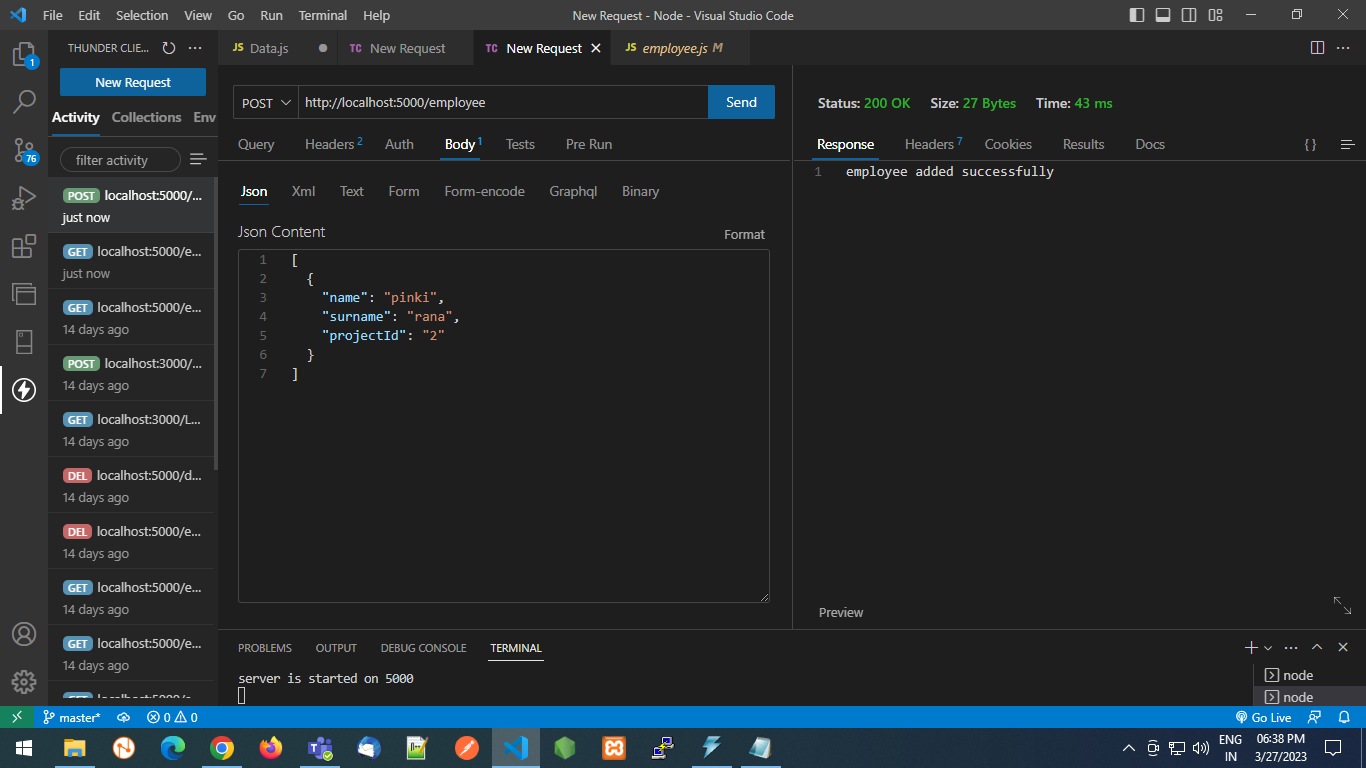 File Edit Selection View Go Run Terminal Help New Request - Node - Visual Studio Code
THUNDER CLIE... ...
New Request
Activity Collections Env
filter activity
POST localhost:5000/...
just now
GET localhost:5000/e...
just now
GET localhost:5000/e...
14 days ago
POST localhost:3000/...
14 days ago
GET localhost:3000/L...
14 days ago
DEL localhost:5000/d...
14 days ago
DEL localhost:5000/e...
14 days ago
GET localhost:5000/e...
14 days ago
GET localhost:5000/e...
14 days ago
1
76
JS Data.js TC New Request TC New Request JS employee.js M
POST http://localhost:5000/employee Send
Query Headers 2 Auth Body 1 Tests Pre Run
Json Xml Text Form Form-encode Graphql Binary
Json Content Format
1 [
2 {
3 "name": "pinki",
4 "surname": "rana",
5 "projectId": "2"
6 }
7 ]
Status: 200 OK Size: 27 Bytes Time: 43 ms
Response Headers 7 Cookies Results Docs { }
1 employee added successfully
Preview
PROBLEMS OUTPUT DEBUG CONSOLE TERMINAL
server is started on 5000
node
node
master* 0 0 Go Live
ENG
IN
06:38 PM
3/27/2023